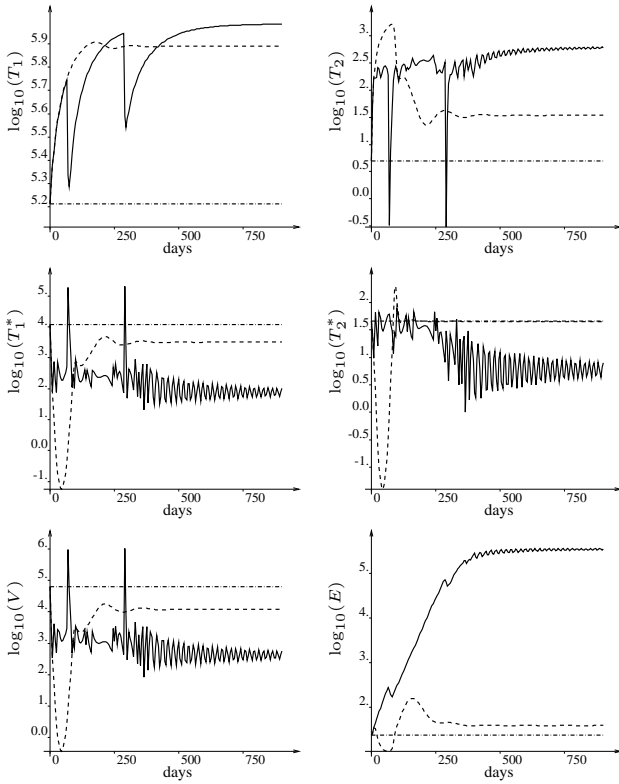 log₁₀(T₁)
5.9
5.8
5.7
5.6
5.5
5.4
5.3
5.2
0 250 500 750
days
log₁₀(T₂)
3.0
2.5
2.0
1.5
1.0
0.5
0.0
-0.5
0 250 500 750
days
log₁₀(T₁*)
5.
4.
3.
2.
1.
0.0
-1.
0 250 500 750
days
log₁₀(T₂*)
2.
1.5
1.
0.5
0.0
-0.5
-1.
0 250 500 750
days
log₁₀(V)
6.
5.
4.
3.
2.
1.
0.0
0 250 500 750
days
log₁₀(E)
5.
4.
3.
2.
0 250 500 750
days